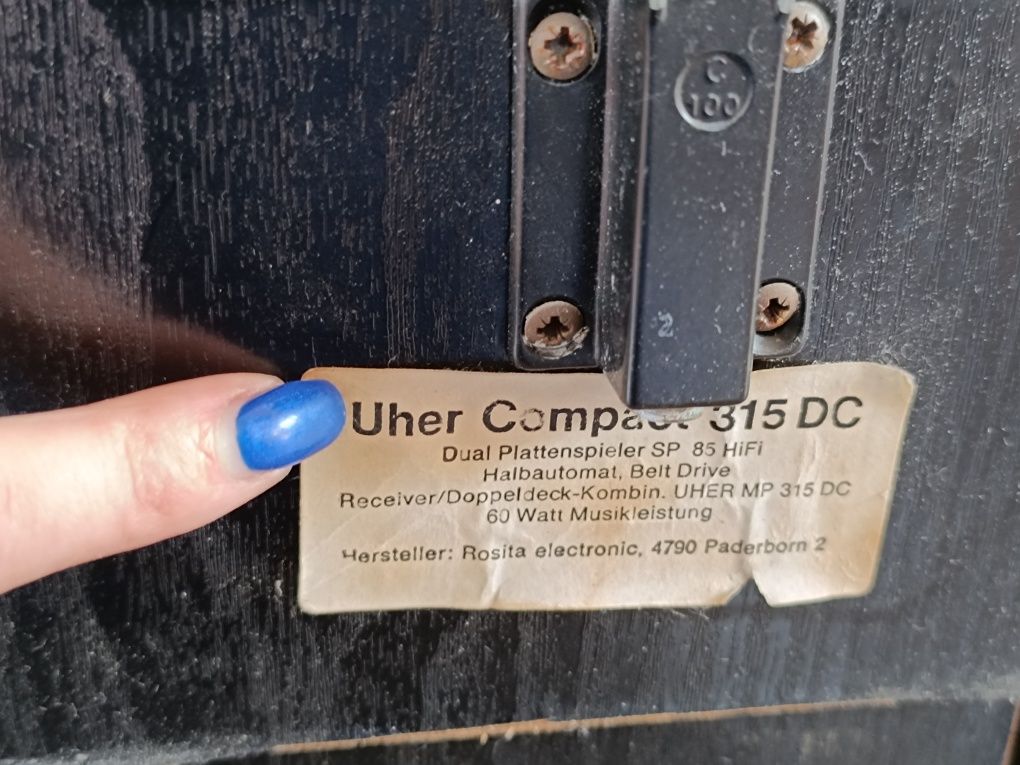 C
100
2
Uher Compact 315 DC
Dual Plattenspieler SP 85 HiFi
Halbautomat, Belt Drive
Receiver/Doppeldeck-Kombin. UHER MP 315 DC
60 Watt Musikleistung
Hersteller: Rosita electronic, 4790 Paderborn 2